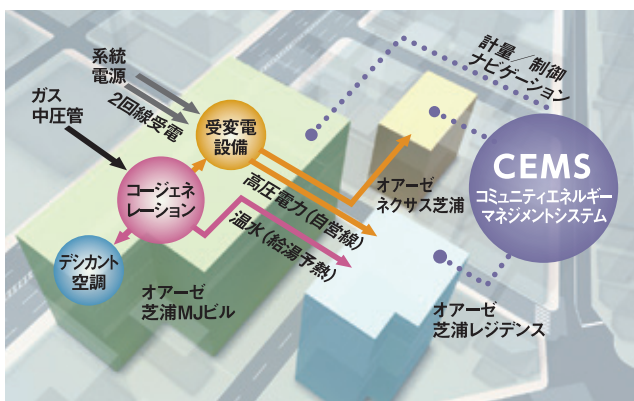 系統
電源
2回線受電
ガス
中圧管
受変電
設備
コージェネ
レーション
デシカント
空調
高圧電力(自営線)
温水(給湯予熱)
オアーゼ
芝浦MJビル
計量／制御
ナビゲーション
オアーゼ
ネクサス芝浦
CEMS
コミュニティエネルギー
マネジメントシステム
オアーゼ
芝浦レジデンス